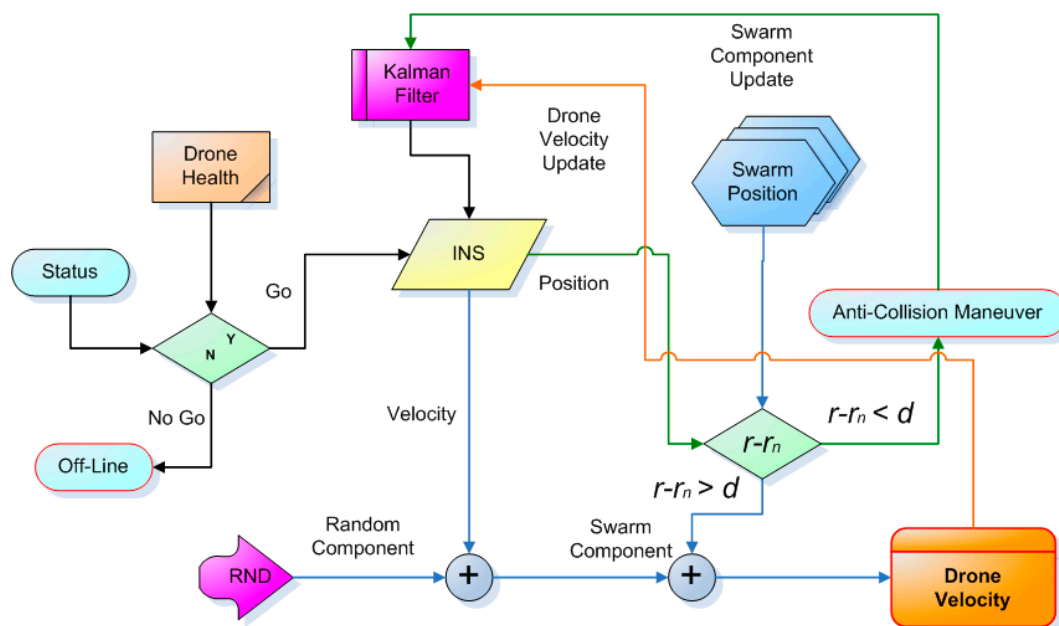 Swarm
Component
Update
Kalman
Filter
Drone
Velocity
Update
Drone
Health
Swarm
Position
Status
Go
INS
Position
Anti-Collision Maneuver
Y
N
No Go
Velocity
r-rn < d
r-rn
Off-Line
r-rn > d
Random
Component
Swarm
Component
RND
+
+
Drone
Velocity